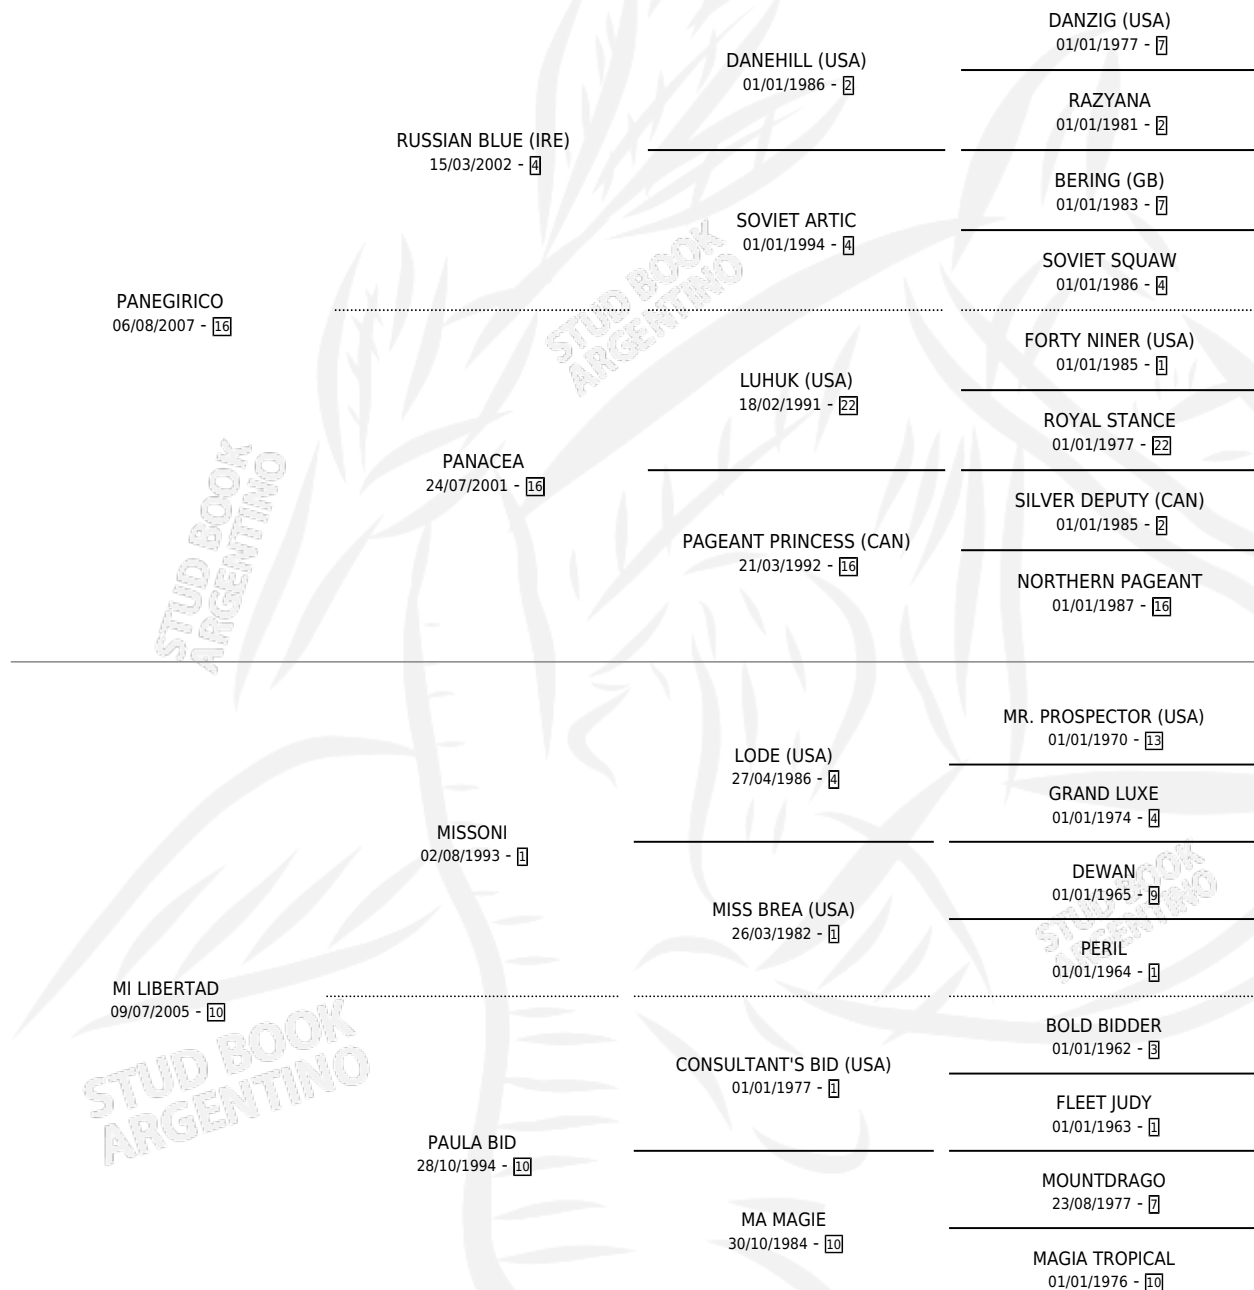 PANEGIRICO
06/08/2007 - 16
RUSSIAN BLUE (IRE)
15/03/2002 - 4
PANACEA
24/07/2001 - 16
DANEHILL (USA)
01/01/1986 - 2
SOVIET ARTIC
01/01/1994 - 4
LUHUK (USA)
18/02/1991 - 22
PAGEANT PRINCESS (CAN)
21/03/1992 - 16
DANZIG (USA)
01/01/1977 - 7
RAZYANA
01/01/1981 - 2
BERING (GB)
01/01/1983 - 7
SOVIET SQUAW
01/01/1986 - 4
FORTY NINER (USA)
01/01/1985 - 1
ROYAL STANCE
01/01/1977 - 22
SILVER DEPUTY (CAN)
01/01/1985 - 2
NORTHERN PAGEANT
01/01/1987 - 16
MI LIBERTAD
09/07/2005 - 10
MISSONI
02/08/1993 - 1
PAULA BID
28/10/1994 - 10
LODE (USA)
27/04/1986 - 4
MISS BREA (USA)
26/03/1982 - 1
CONSULTANT'S BID (USA)
01/01/1977 - 1
MA MAGIE
30/10/1984 - 10
MR. PROSPECTOR (USA)
01/01/1970 - 13
GRAND LUXE
01/01/1974 - 4
DEWAN
01/01/1965 - 9
PERIL
01/01/1964 - 1
BOLD BIDDER
01/01/1962 - 3
FLEET JUDY
01/01/1963 - 1
MOUNTDRAGO
23/08/1977 - 7
MAGIA TROPICAL
01/01/1976 - 10
STUD BOOK
ARGENTINO
STUD BOOK
ARGENTINO
STUD BOOK
ARGENTINO
STUD BOOK
ARGENTINO